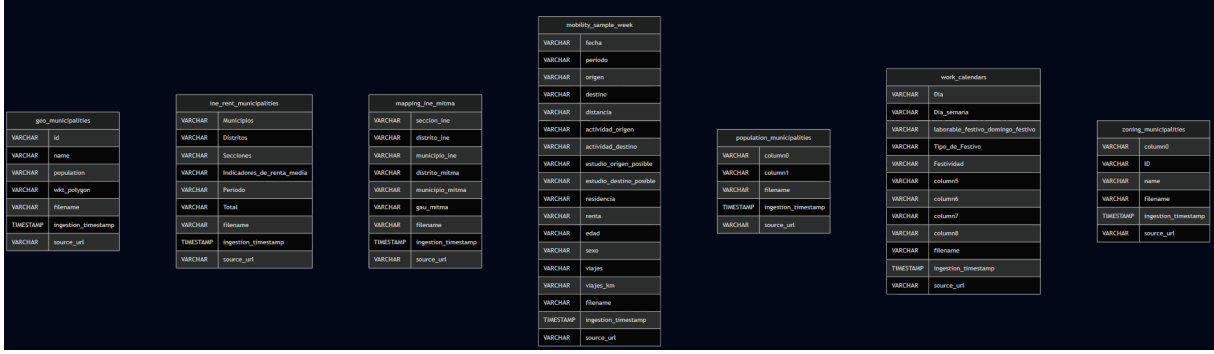 geo_municipalities
VARCHAR id
VARCHAR name
VARCHAR population
VARCHAR wkt_polygon
VARCHAR filename
TIMESTAMP ingestion_timestamp
VARCHAR source_url
ine_rent_municipalities
VARCHAR Municipios
VARCHAR Distritos
VARCHAR Secciones
VARCHAR Indicadores_de_renta_media
VARCHAR Periodo
VARCHAR Total
VARCHAR filename
TIMESTAMP ingestion_timestamp
VARCHAR source_url
mapping_ine_mitma
VARCHAR seccion_ine
VARCHAR distrito_ine
VARCHAR municipio_ine
VARCHAR distrito_mitma
VARCHAR municipio_mitma
VARCHAR gau_mitma
VARCHAR filename
TIMESTAMP ingestion_timestamp
VARCHAR source_url
mobility_sample_week
VARCHAR fecha
VARCHAR periodo
VARCHAR origen
VARCHAR destino
VARCHAR distancia
VARCHAR actividad_origen
VARCHAR actividad_destino
VARCHAR estudio_origen_posible
VARCHAR estudio_destino_posible
VARCHAR residencia
VARCHAR renta
VARCHAR edad
VARCHAR sexo
VARCHAR viajes
VARCHAR viajes_km
VARCHAR filename
TIMESTAMP ingestion_timestamp
VARCHAR source_url
population_municipalities
VARCHAR column0
VARCHAR column1
VARCHAR filename
TIMESTAMP ingestion_timestamp
VARCHAR source_url
work_calendars
VARCHAR Dia
VARCHAR Dia_semana
VARCHAR laborable_festivo_domingo_festivo
VARCHAR Tipo_de_Festivo
VARCHAR Festividad
VARCHAR column5
VARCHAR column6
VARCHAR column7
VARCHAR column8
VARCHAR filename
TIMESTAMP ingestion_timestamp
VARCHAR source_url
zoning_municipalities
VARCHAR column0
VARCHAR ID
VARCHAR name
VARCHAR filename
TIMESTAMP ingestion_timestamp
VARCHAR source_url